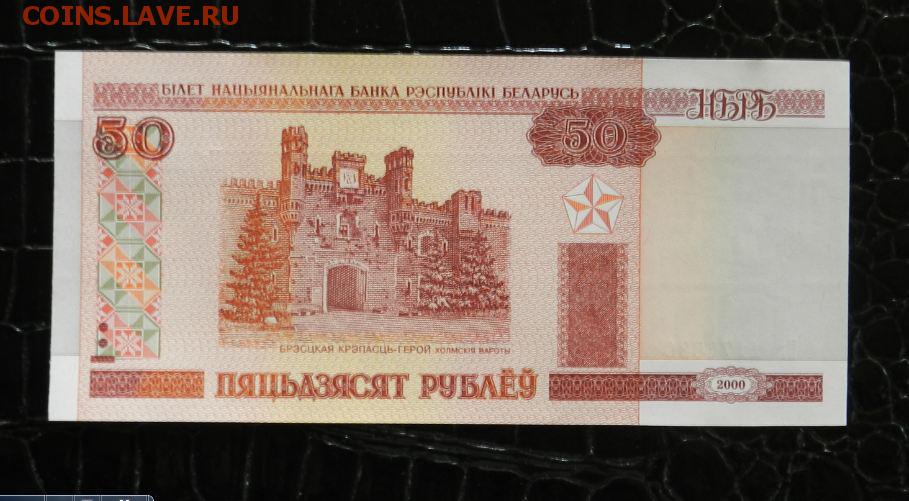 COINS.LAVE.RU
БІЛЕТ НАЦЫЯНАЛЬНАГА БАНКА РЭСПУБЛІКІ БЕЛАРУСЬ
НБРБ
50
50
БРЭСЦКАЯ КРЭПАСЦЬ-ГЕРОЙ ХОЛМСКІЯ ВАРОТЫ
ПЯЦЬДЗЯСЯТ РУБЛЁЎ
2000